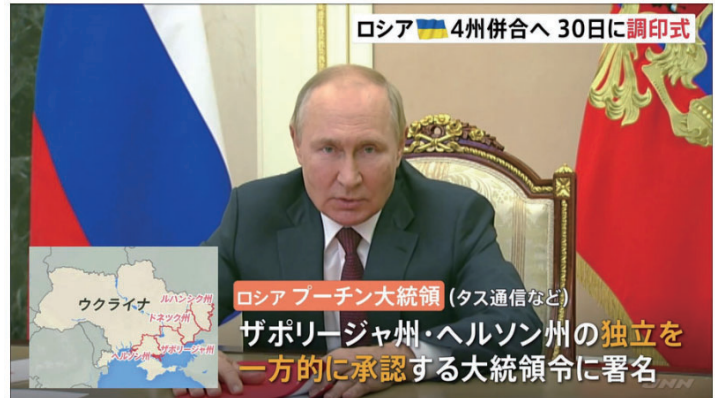 ロシア 4州併合へ 30日に調印式
ルハンシク州
ウクライナ
ドネツク州
ヘルソン州
ザポリージャ州
ロシア プーチン大統領 (タス通信など)
ザポリージャ州・ヘルソン州の独立を
一方的に承認する大統領令に署名
JNN